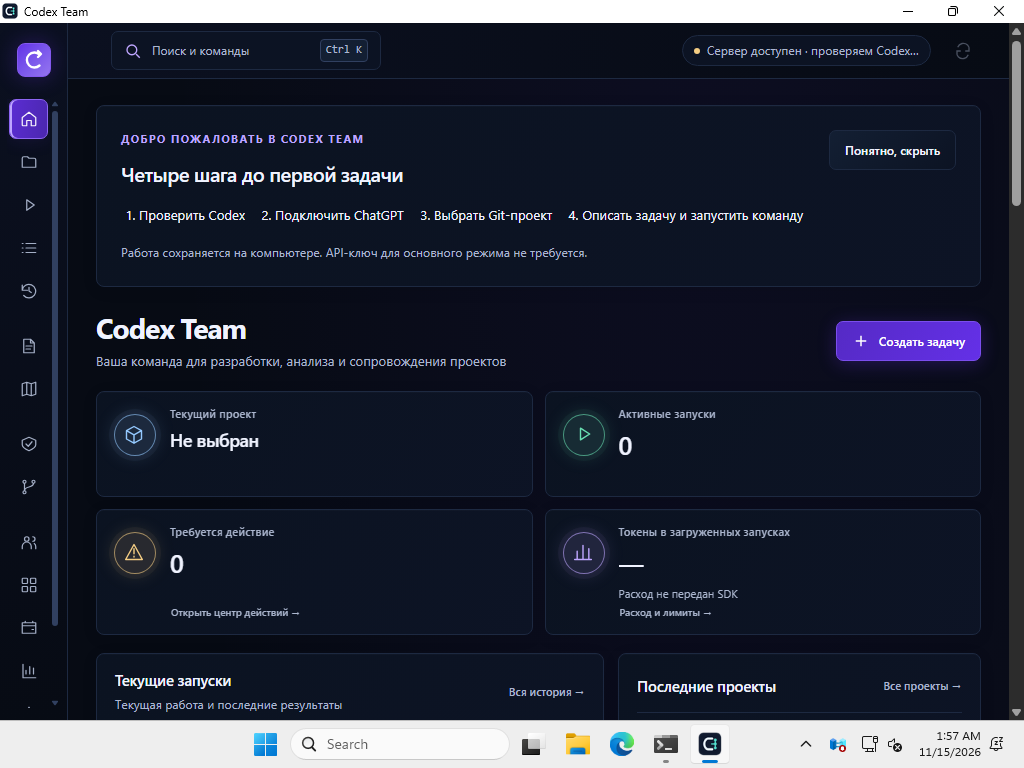 Codex Team
Поиск и команды
Ctrl K
Сервер доступен · проверяем Codex...
ДОБРО ПОЖАЛОВАТЬ В CODEX TEAM
Понятно, скрыть
Четыре шага до первой задачи
1. Проверить Codex 2. Подключить ChatGPT 3. Выбрать Git-проект 4. Описать задачу и запустить команду
Работа сохраняется на компьютере. API-ключ для основного режима не требуется.
Codex Team
Ваша команда для разработки, анализа и сопровождения проектов
+ Создать задачу
Текущий проект
Не выбран
Активные запуски
0
Требуется действие
0
Открыть центр действий →
Токены в загруженных запусках
—
Расход не передан SDK
Расход и лимиты →
Текущие запуски
Текущая работа и последние результаты
Вся история →
Последние проекты
Все проекты →
Search
1:57 AM
11/15/2026